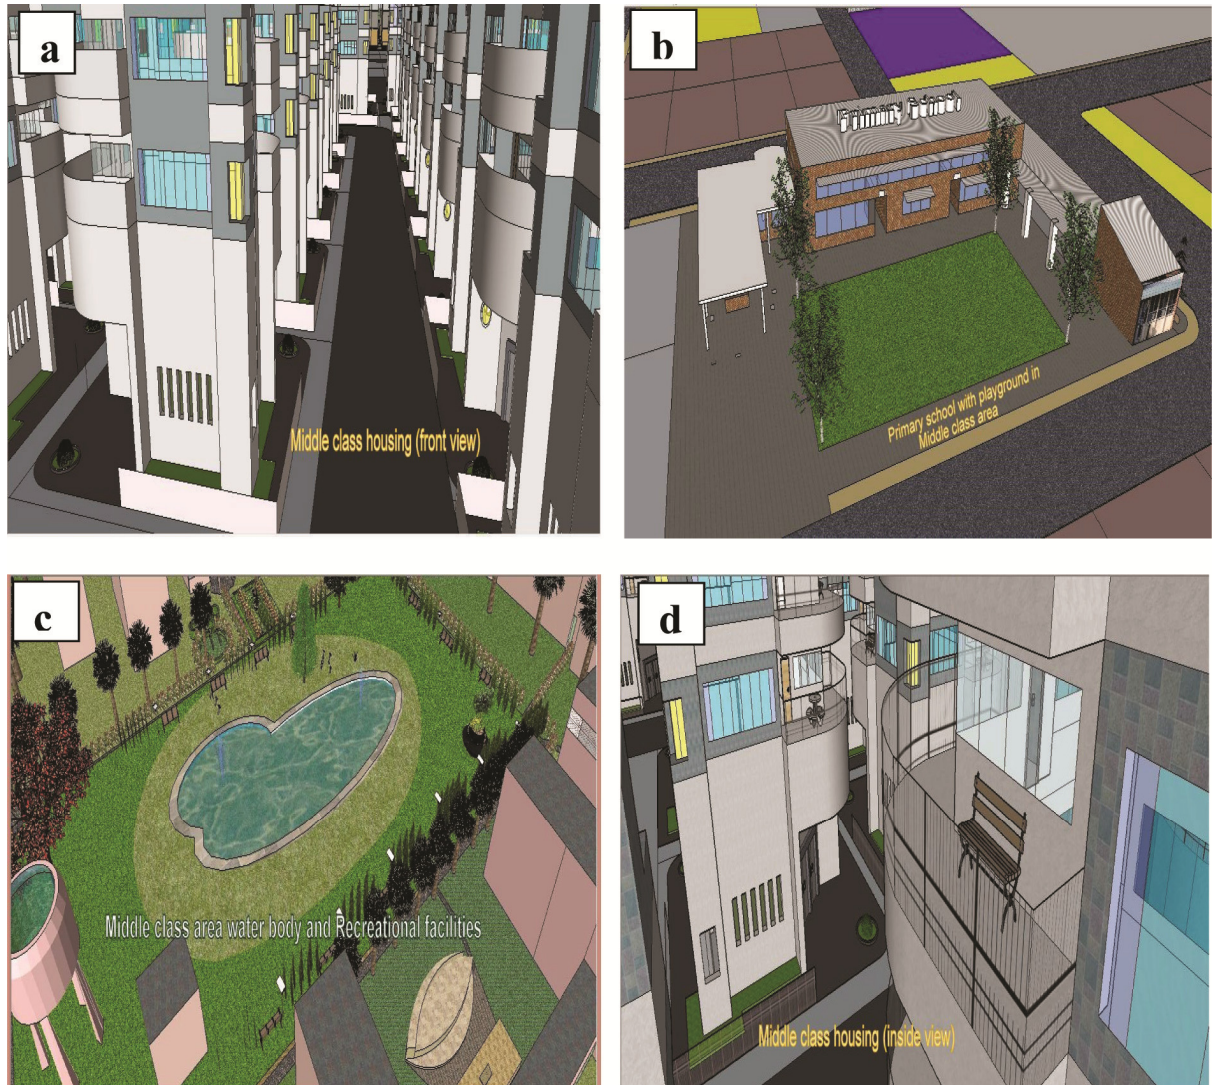 a
Middle class housing (front view)
b
Primary School
Primary school with playground in
Middle class area
c
Middle class area water body and Recreational facilities
d
Middle class housing (inside view)